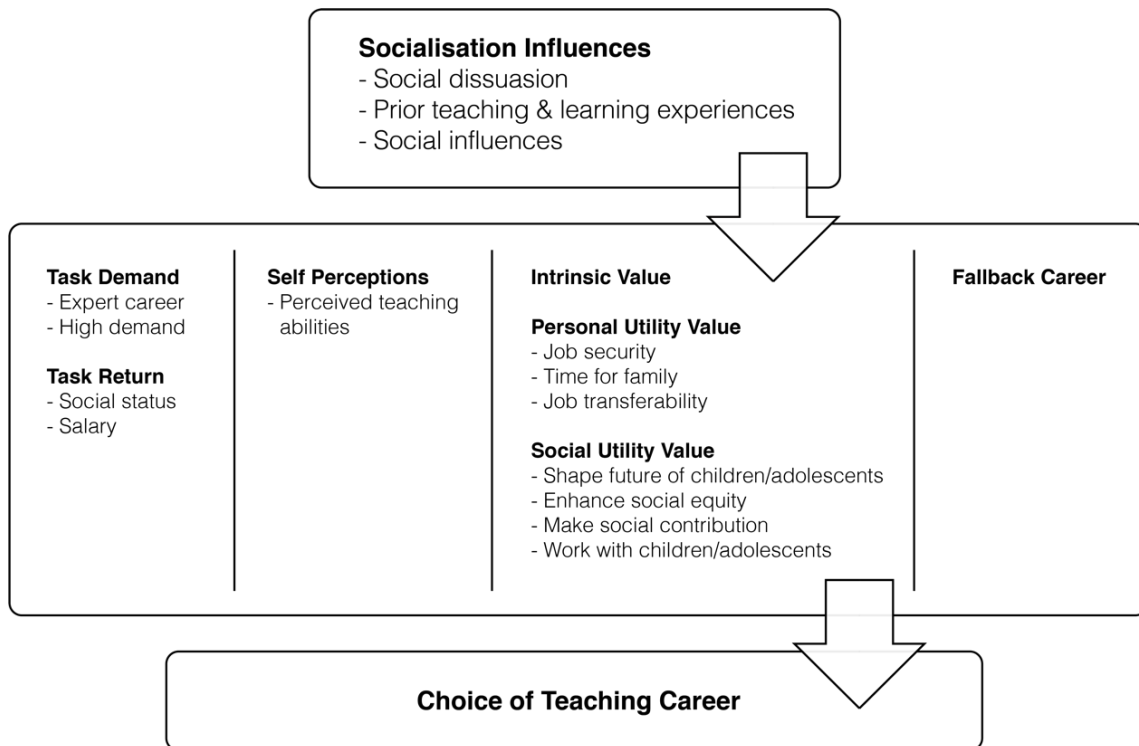 Socialisation Influences
- Social dissuasion
- Prior teaching & learning experiences
- Social influences
Task Demand
- Expert career
- High demand
Task Return
- Social status
- Salary
Self Perceptions
- Perceived teaching
abilities
Intrinsic Value
Personal Utility Value
- Job security
- Time for family
- Job transferability
Social Utility Value
- Shape future of children/adolescents
- Enhance social equity
- Make social contribution
- Work with children/adolescents
Fallback Career
Choice of Teaching Career